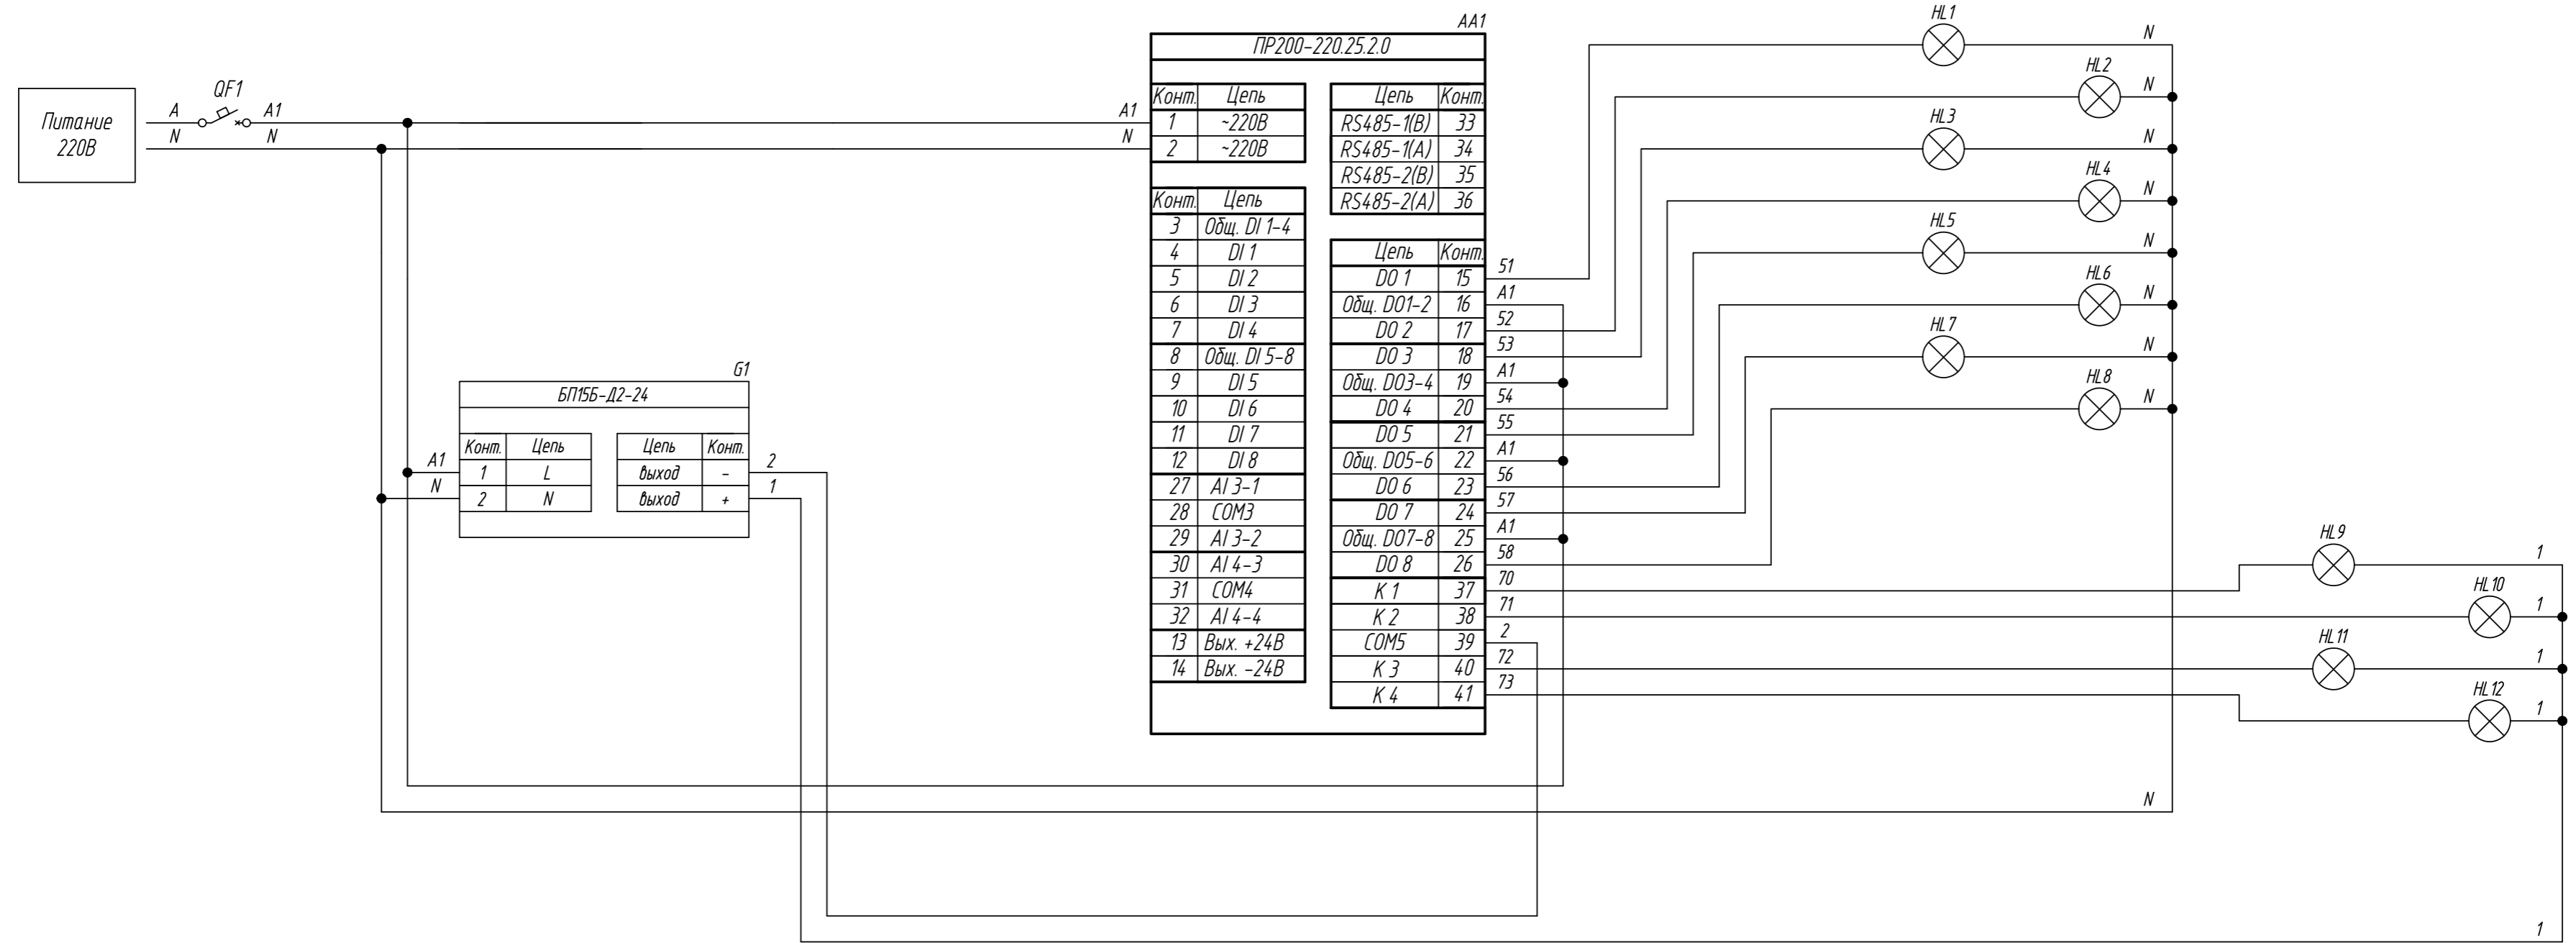 Питание
220В
A
QF1
A1
N
N
A1
N
AA1
ПР200-220.25.2.0
Конт. Цепь
1 ~220В
2 ~220В
Конт. Цепь
3 Общ. DI 1-4
4 DI 1
5 DI 2
6 DI 3
7 DI 4
8 Общ. DI 5-8
9 DI 5
10 DI 6
11 DI 7
12 DI 8
27 AI 3-1
28 COM3
29 AI 3-2
30 AI 4-3
31 COM4
32 AI 4-4
13 Вых. +24В
14 Вых. -24В
Цепь Конт.
RS485-1(B) 33
RS485-1(A) 34
RS485-2(B) 35
RS485-2(A) 36
Цепь Конт.
DO 1 15 51
Общ. DO1-2 16 A1
DO 2 17 52
DO 3 18 53
Общ. DO3-4 19 A1
DO 4 20 54
DO 5 21 55
Общ. DO5-6 22 A1
DO 6 23 56
DO 7 24 57
Общ. DO7-8 25 A1
DO 8 26 58
K 1 37 70
K 2 38 71
COM5 39 2
K 3 40 72
K 4 41 73
G1
БП15Б-Д2-24
Конт. Цепь Цепь Конт.
A1 1 L выход - 2
N 2 N выход + 1
HL1 N
HL2 N
HL3 N
HL4 N
HL5 N
HL6 N
HL7 N
HL8 N
HL9 1
HL10 1
HL11 1
HL12 1
N
1